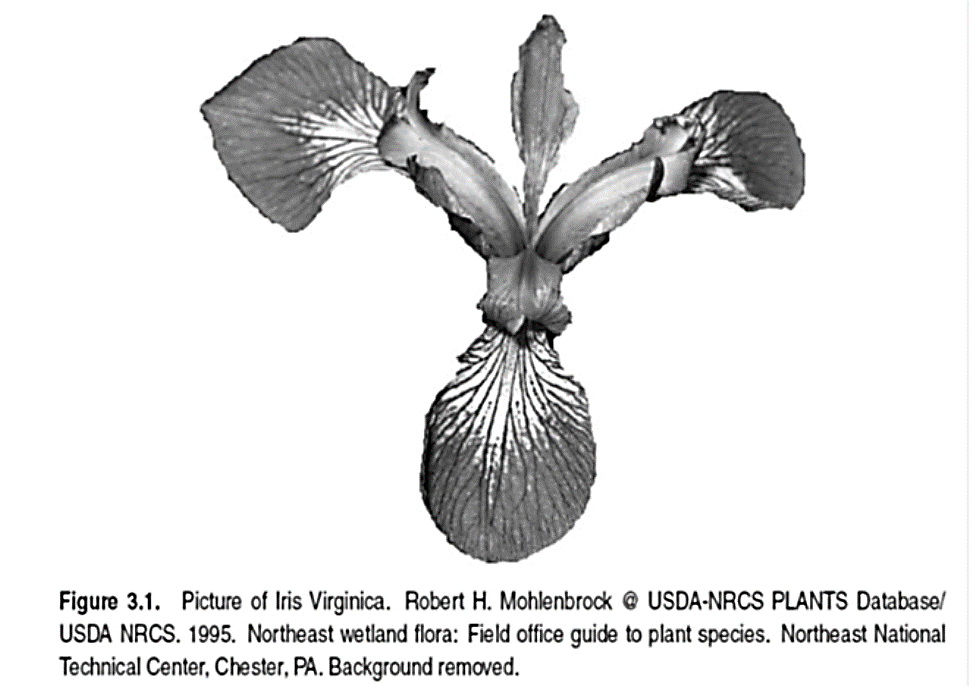 Figure 3.1. Picture of Iris Virginica. Robert H. Mohlenbrock @ USDA-NRCS PLANTS Database/
USDA NRCS. 1995. Northeast wetland flora: Field office guide to plant species. Northeast National
Technical Center, Chester, PA. Background removed.